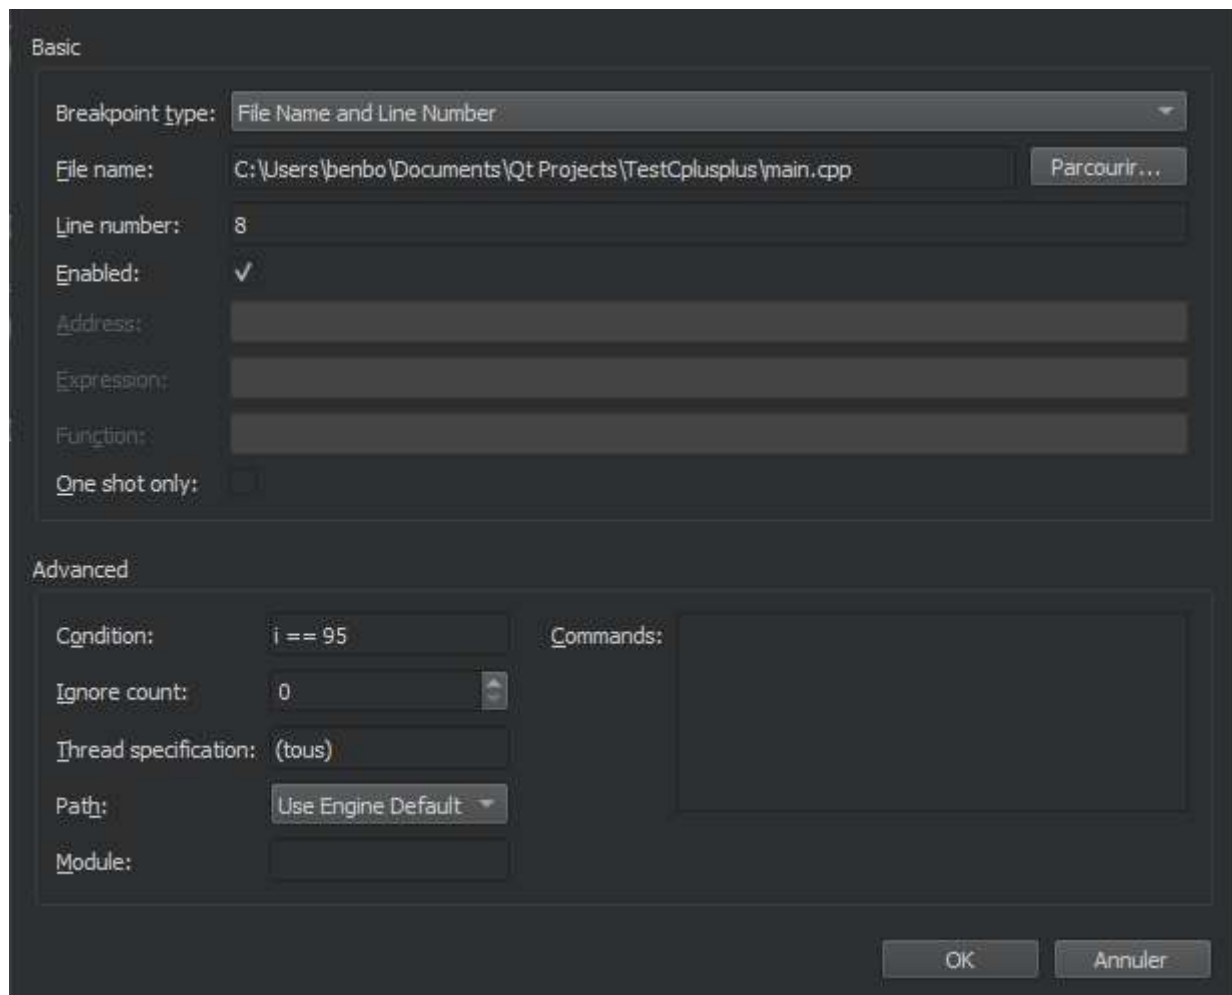 Basic
Breakpoint type: File Name and Line Number
File name: C:\Users\benbo\Documents\Qt Projects\TestCplusplus\main.cpp Parcourir...
Line number: 8
Enabled:
Address:
Expression:
Function:
One shot only:
Advanced
Condition: i == 95 Commands:
Ignore count: 0
Thread specification: (tous)
Path: Use Engine Default
Module:
OK Annuler